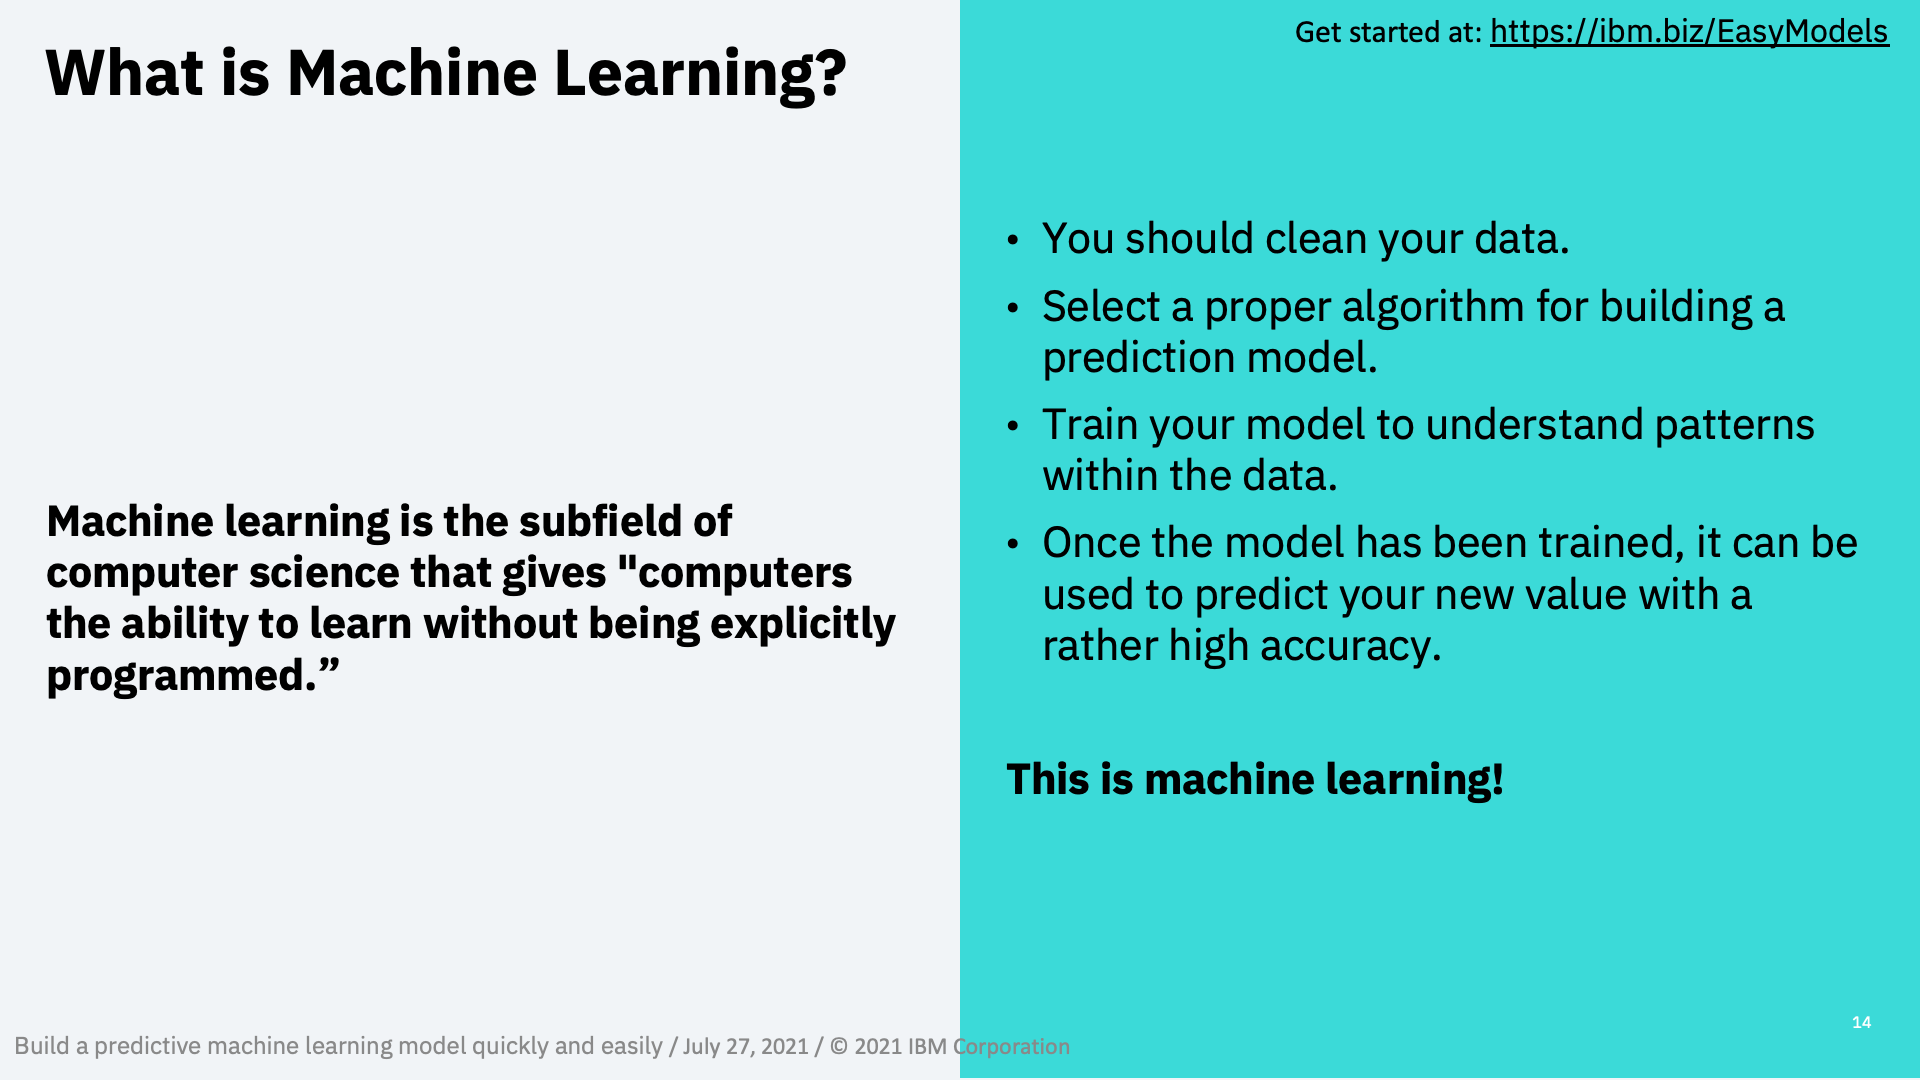 What is Machine Learning?
Machine learning is the subfield of
computer science that gives "computers
the ability to learn without being explicitly
programmed.”
Get started at: https://ibm.biz/EasyModels
• You should clean your data.
• Select a proper algorithm for building a
prediction model.
• Train your model to understand patterns
within the data.
• Once the model has been trained, it can be
used to predict your new value with a
rather high accuracy.
This is machine learning!
14
Build a predictive machine learning model quickly and easily / July 27, 2021 / © 2021 IBM Corporation